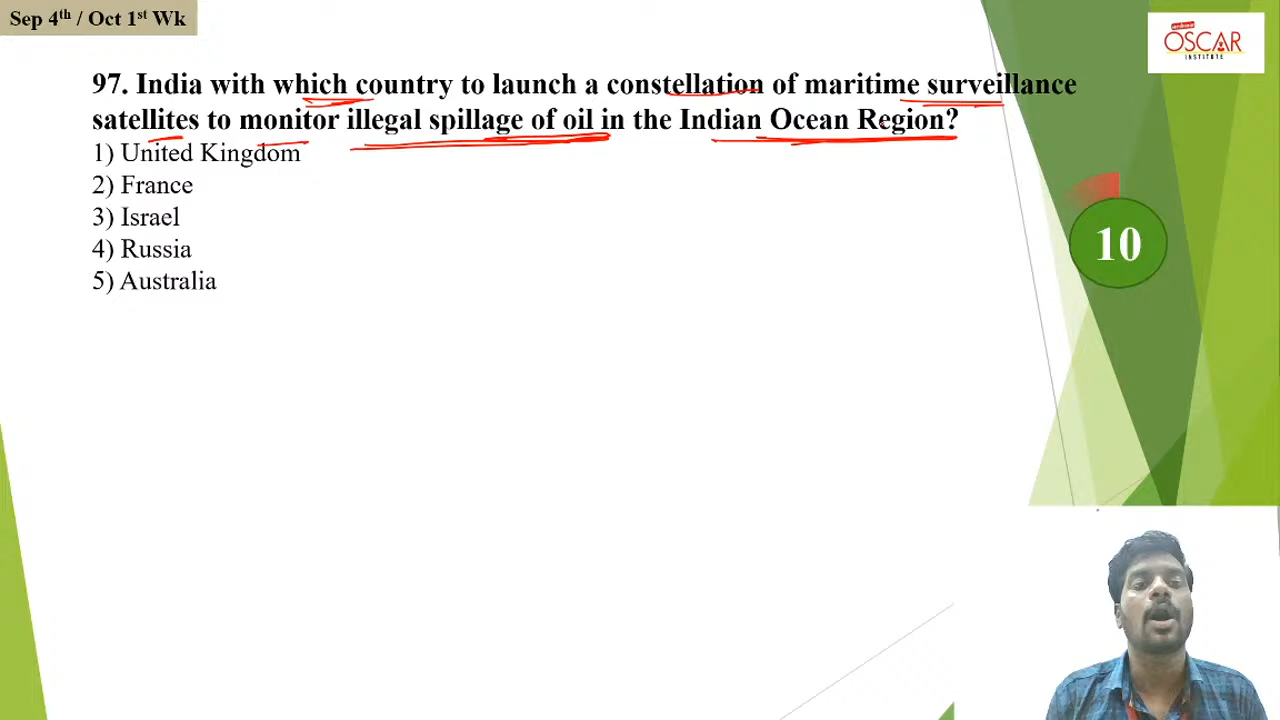 Sep 4th / Oct 1st Wk
OSCAR
INSTITUTE
97. India with which country to launch a constellation of maritime surveillance
satellites to monitor illegal spillage of oil in the Indian Ocean Region?
1) United Kingdom
2) France
3) Israel
4) Russia
5) Australia
10